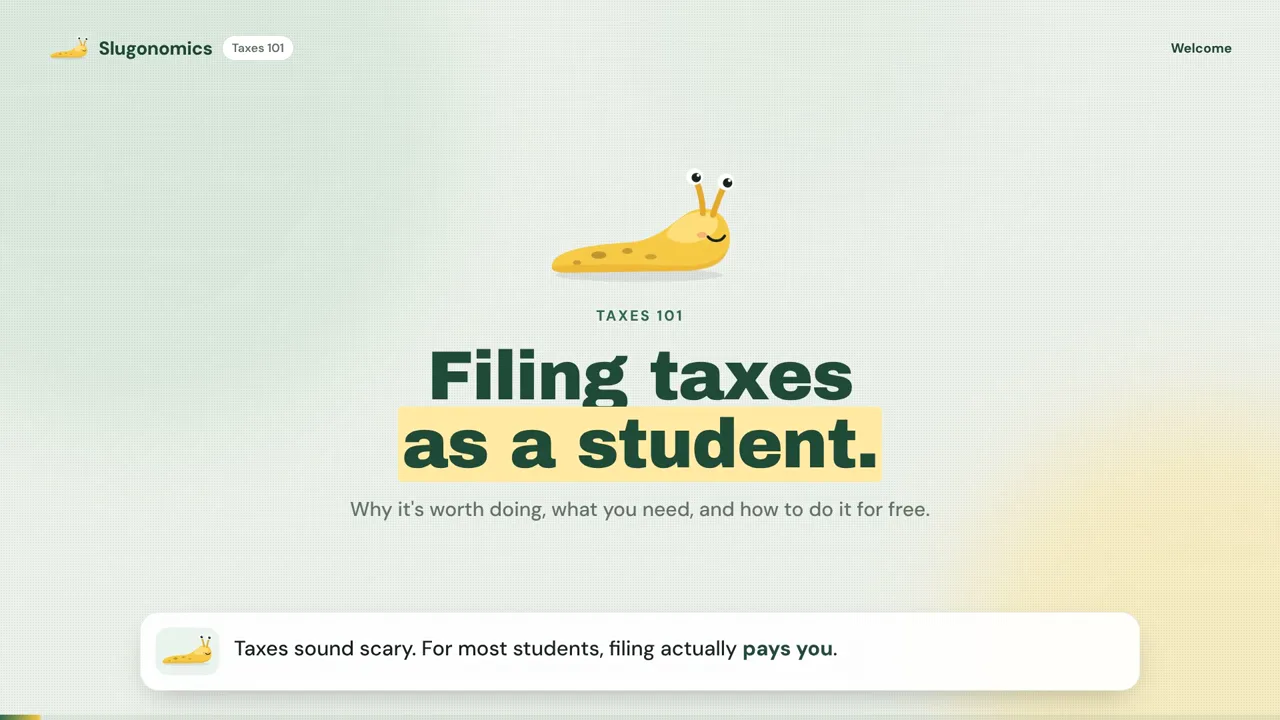 Slugonomics
Taxes 101
Welcome
TAXES 101
Filing taxes
as a student.
Why it's worth doing, what you need, and how to do it for free.
Taxes sound scary. For most students, filing actually pays you.